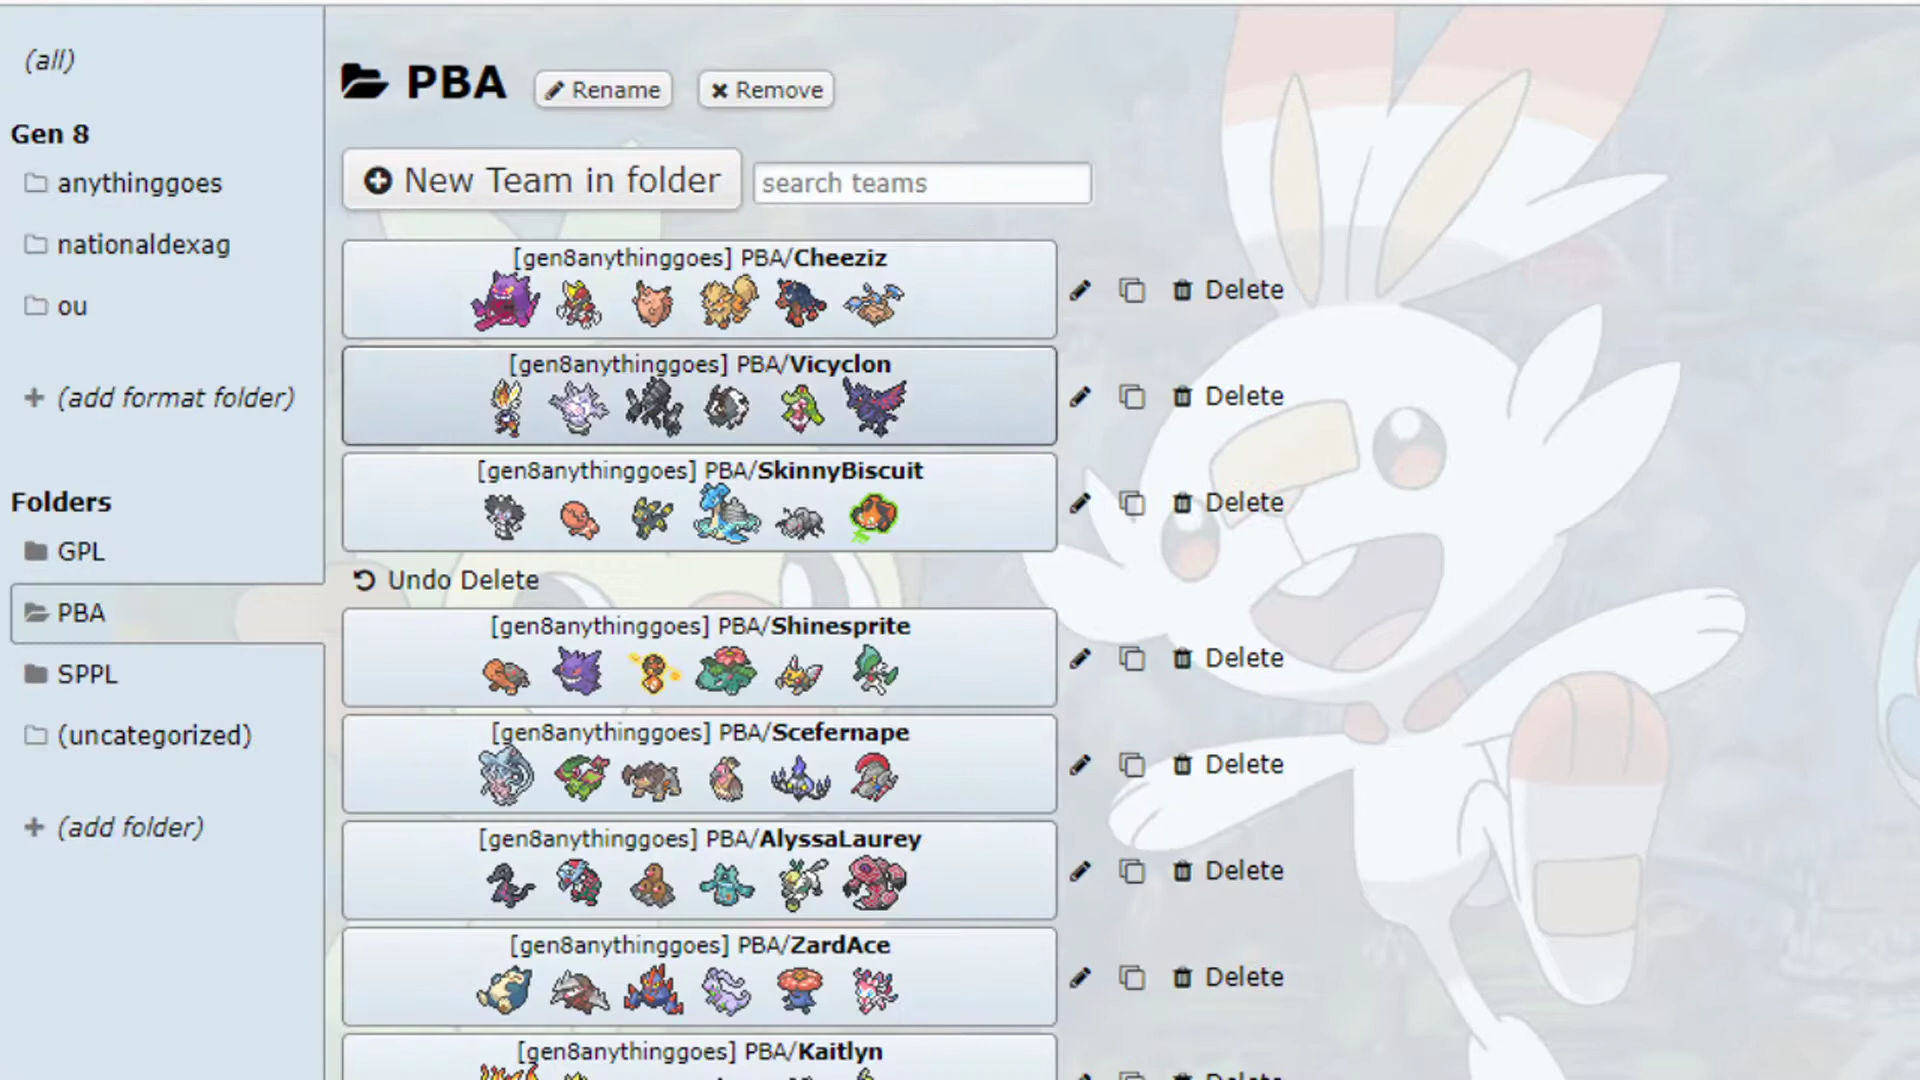 (all)
Gen 8
anythinggoes
nationaldexag
ou
(add format folder)
Folders
GPL
PBA
SPPL
(uncategorized)
(add folder)
PBA
Rename
Remove
New Team in folder
search teams
[gen8anythinggoes] PBA/Cheeziz
Delete
[gen8anythinggoes] PBA/Vicyclon
Delete
[gen8anythinggoes] PBA/SkinnyBiscuit
Delete
Undo Delete
[gen8anythinggoes] PBA/Shinesprite
Delete
[gen8anythinggoes] PBA/Scefernape
Delete
[gen8anythinggoes] PBA/AlyssaLaurey
Delete
[gen8anythinggoes] PBA/ZardAce
Delete
[gen8anythinggoes] PBA/Kaitlyn